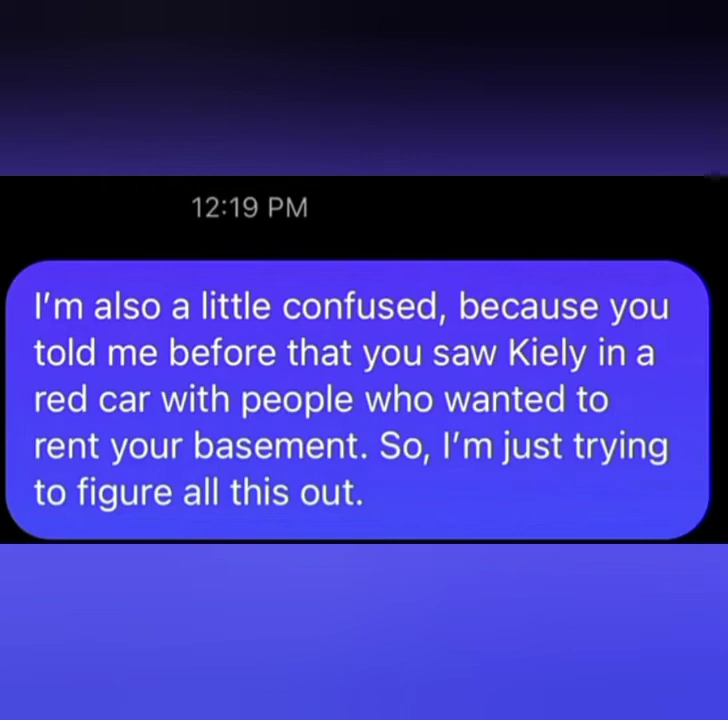 12:19 PM
I’m also a little confused, because you
told me before that you saw Kiely in a
red car with people who wanted to
rent your basement. So, I’m just trying
to figure all this out.